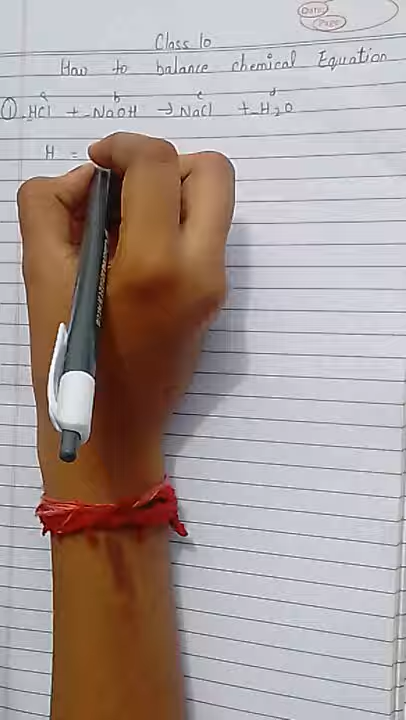 Date:
Page:
Class 10
How to balance chemical Equation
a b c d
① HCl + NaOH → NaCl + H₂O
H =